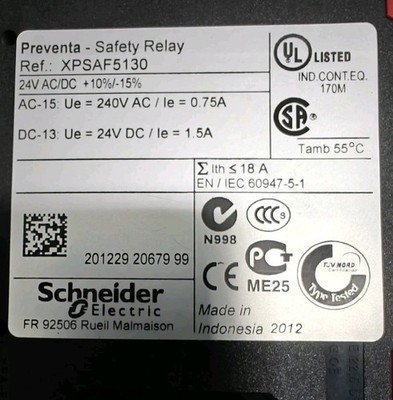 Preventa - Safety Relay
Ref.: XPSAF5130
24V AC/DC +10%/-15%
AC-15: Ue = 240V AC / Ie = 0.75A
DC-13: Ue = 24V DC / Ie = 1.5A
UL LISTED
IND.CONT.EQ.
170M
SA
Tamb 55°C
∑ Ith ≤ 18 A
EN / IEC 60947-5-1
N998
CCC S
ME25
TÜV NORD
Type Tested
201229 20679 99
CE
Schneider
Electric
FR 92506 Rueil Malmaison
Made in
Indonesia 2012